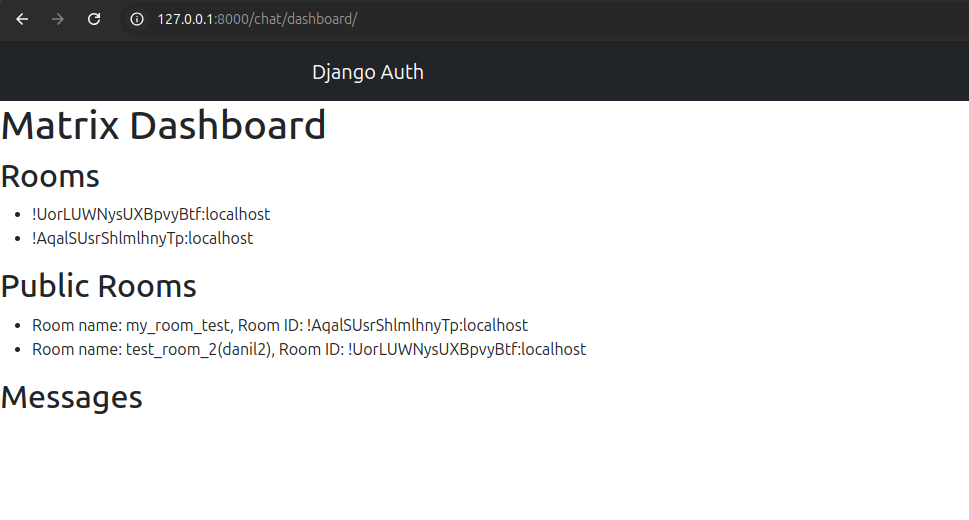 127.0.0.1:8000/chat/dashboard/
Django Auth
Matrix Dashboard
Rooms
!UorLUWNysUXBpvyBtf:localhost
!AqalSUsrShlmlhnyTp:localhost
Public Rooms
Room name: my_room_test, Room ID: !AqalSUsrShlmlhnyTp:localhost
Room name: test_room_2(danil2), Room ID: !UorLUWNysUXBpvyBtf:localhost
Messages